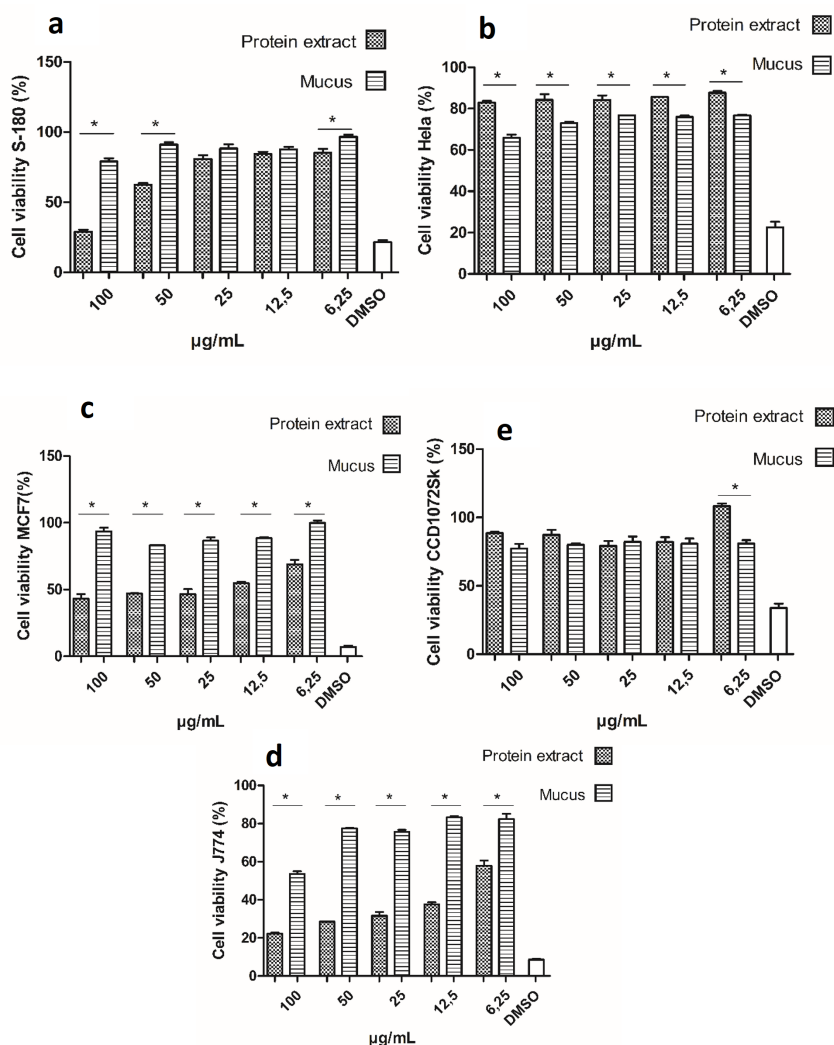 a
Protein extract
Mucus
Cell viability S-180 (%)
150
100
50
0
* * *
100 50 25 12,5 6,25 DMSO
µg/mL
b
Protein extract
Mucus
Cell viability Hela (%)
100
80
60
40
20
0
* * * * *
100 50 25 12,5 6,25 DMSO
µg/mL
c
Protein extract
Mucus
Cell viability MCF7(%)
150
100
50
0
* * * * *
100 50 25 12,5 6,25 DMSO
µg/mL
e
Protein extract
Mucus
Cell viability CCD1072Sk (%)
150
100
50
0
*
100 50 25 12,5 6,25 DMSO
µg/mL
d
Protein extract
Mucus
Cell viability J774 (%)
100
80
60
40
20
0
* * * * *
100 50 25 12,5 6,25 DMSO
µg/mL